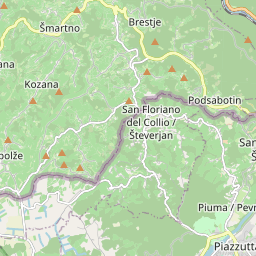 Brestje
Šmartno
Kozana
San Floriano
del Collio /
Števerjan
Podsabotin
Piuma / Pevm
Piazzutta